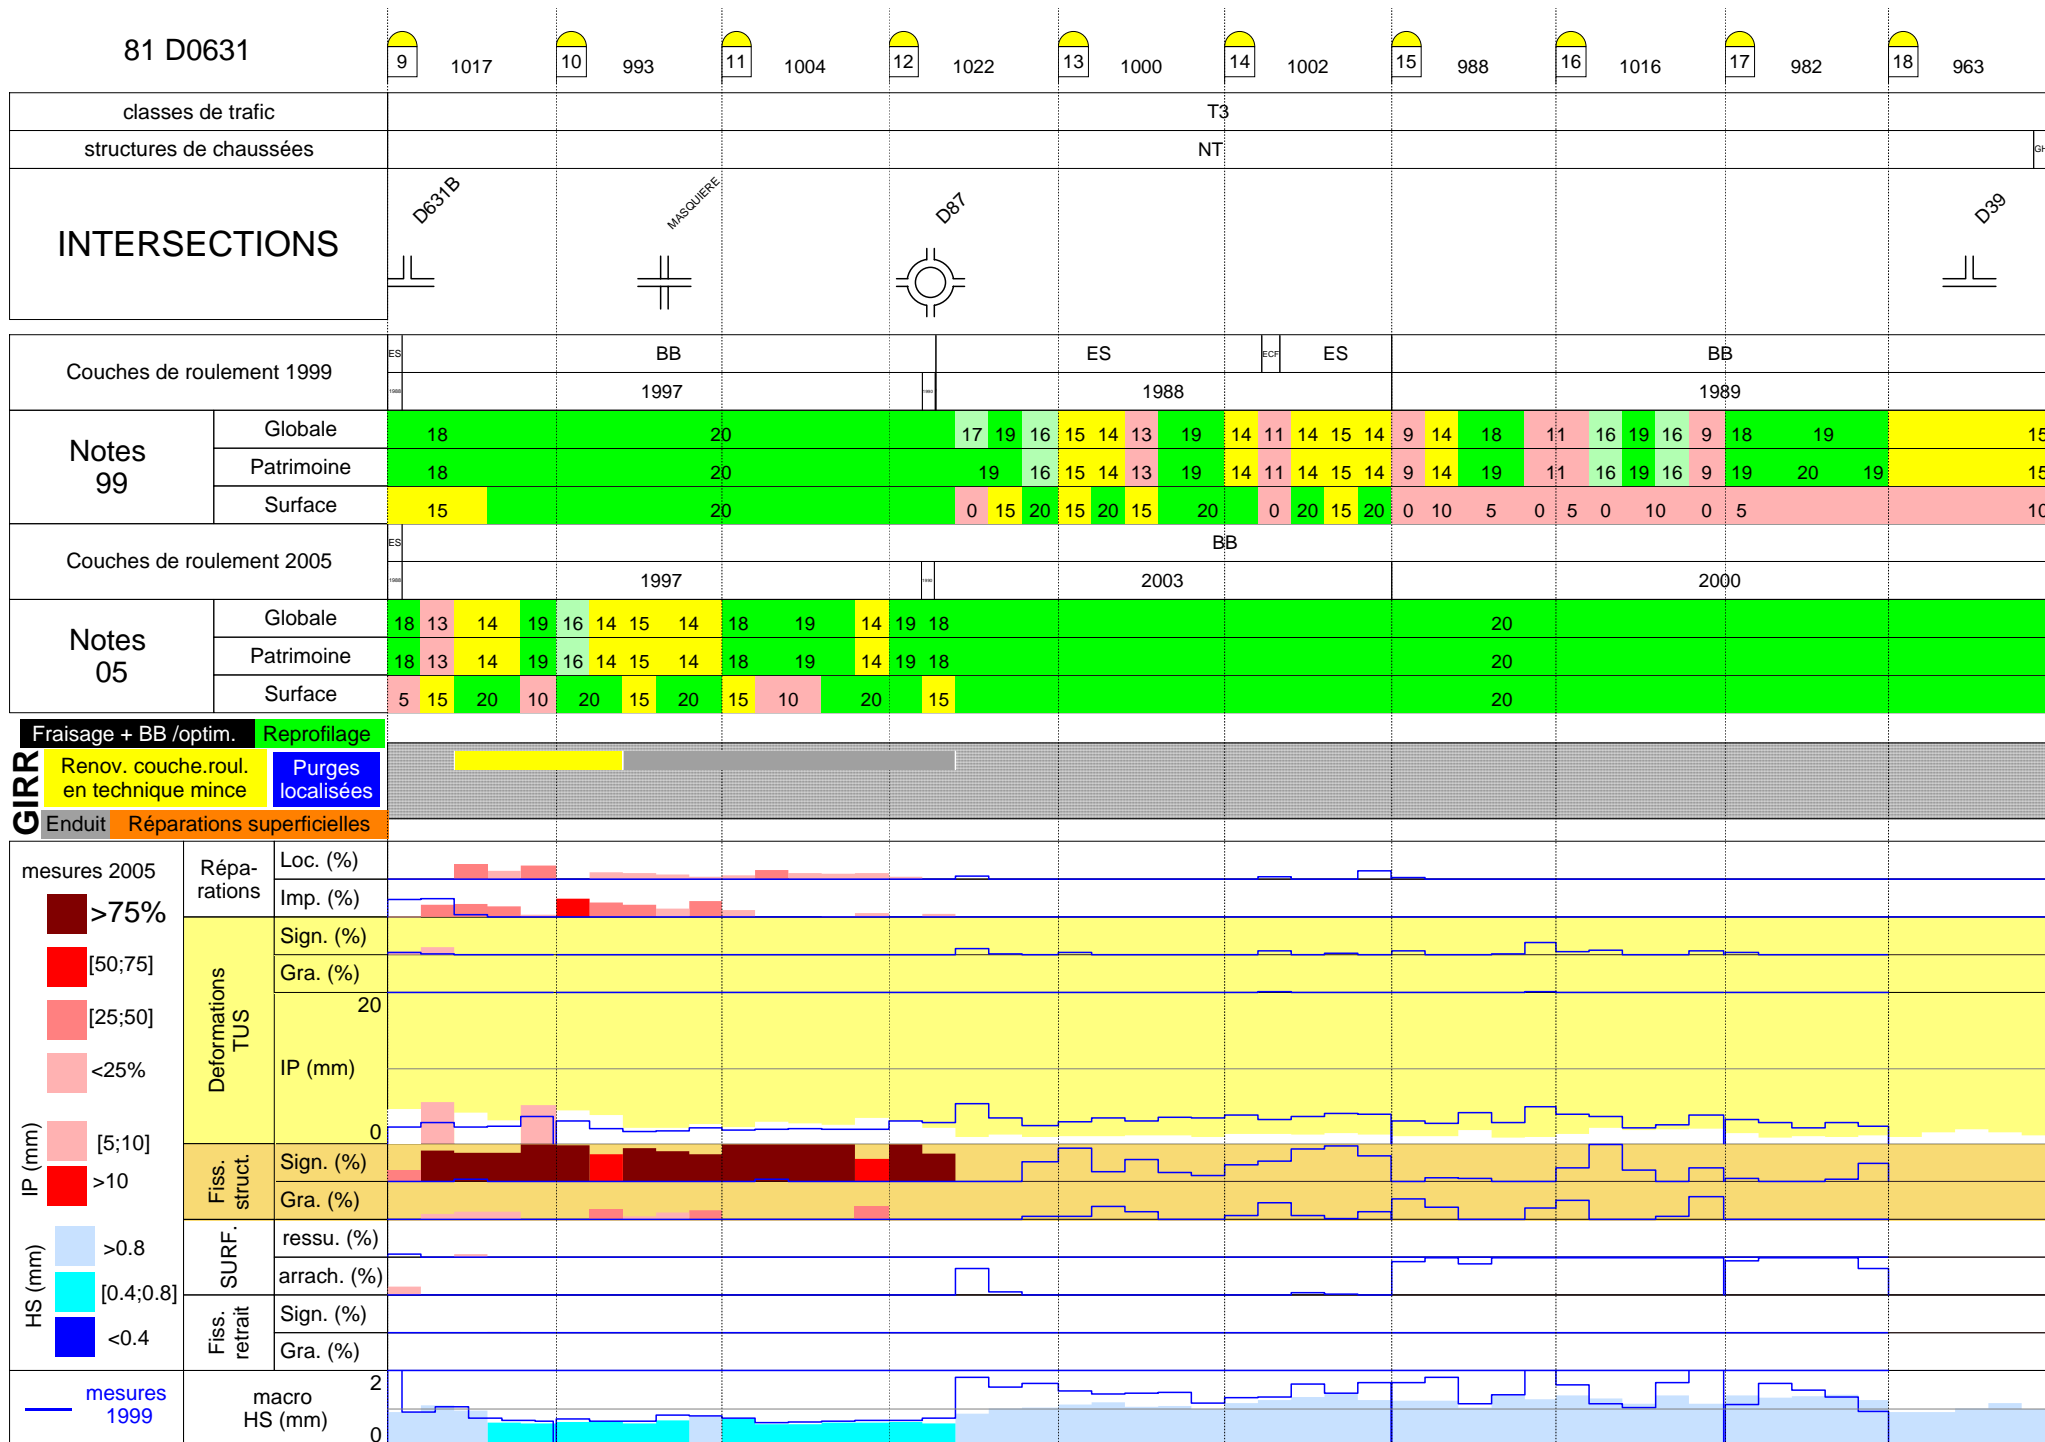 81 D0631
9 1017 10 993 11 1004 12 1022 13 1000 14 1002 15 988 16 1016 17 982 18 963
classes de trafic T3
structures de chaussées NT GH
INTERSECTIONS
D631B MASQUIERE D87 D39
Couches de roulement 1999
ES BB ES ECF ES BB
1988 1997 1988 1989
Notes 99
Globale 18 20 17 19 16 15 14 13 19 14 11 14 15 14 9 14 18 11 16 19 16 9 18 19 15
Patrimoine 18 20 19 16 15 14 13 19 14 11 14 15 14 9 14 19 11 16 19 16 9 19 20 19 15
Surface 15 20 0 15 20 15 20 15 20 0 20 15 20 0 10 5 0 5 0 10 0 5 10
Couches de roulement 2005
ES BB
1988 1997 2003 2000
Notes 05
Globale 18 13 14 19 16 14 15 14 18 19 14 19 18 20
Patrimoine 18 13 14 19 16 14 15 14 18 19 14 19 18 20
Surface 5 15 20 10 20 15 20 15 10 20 15 20
GIRR
Fraisage + BB /optim. Reprofilage
Renov. couche.roul. en technique mince
Purges localisées
Enduit Réparations superficielles
mesures 2005
>75%
[50;75]
[25;50]
<25%
IP (mm)
[5;10]
>10
HS (mm)
>0.8
[0.4;0.8]
<0.4
mesures 1999
Répa-
rations
Loc. (%)
Imp. (%)
Deformations
TUS
Sign. (%)
Gra. (%)
20
IP (mm)
0
Fiss.
struct.
Sign. (%)
Gra. (%)
SURF.
ressu. (%)
arrach. (%)
Fiss.
retrait
Sign. (%)
Gra. (%)
macro
HS (mm)
2
0